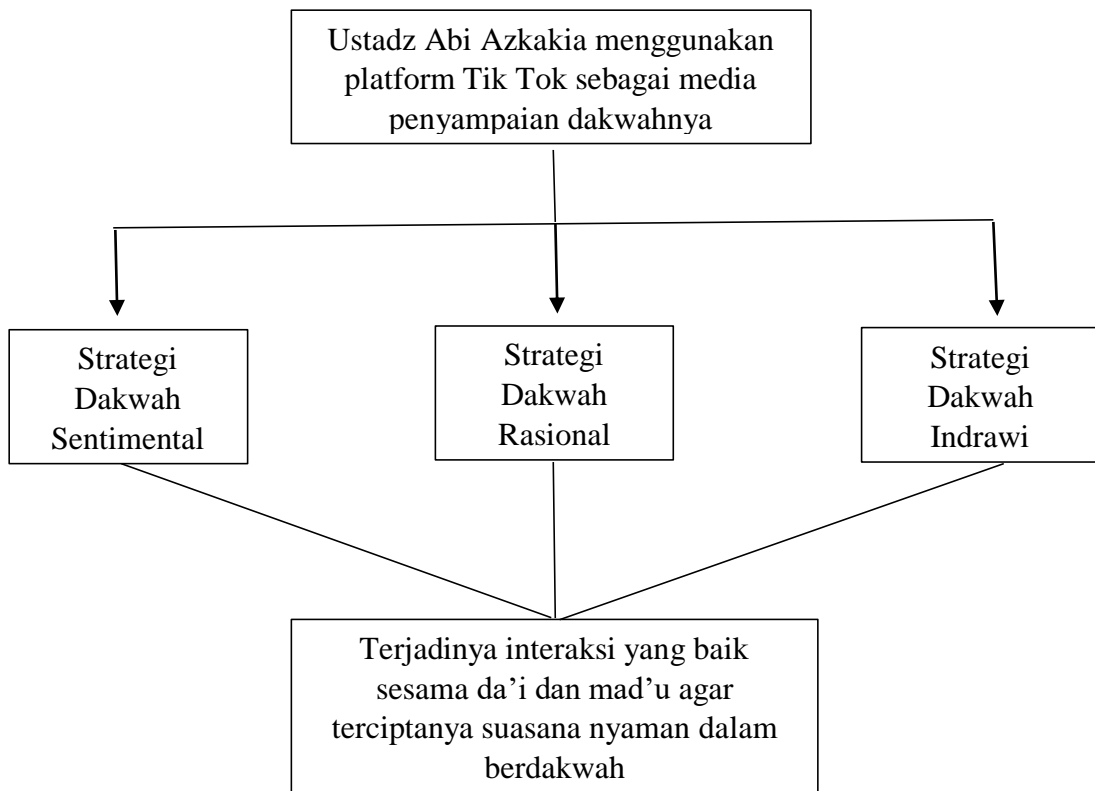 Ustadz Abi Azkakia menggunakan
platform Tik Tok sebagai media
penyampaian dakwahnya
Strategi
Dakwah
Sentimental
Strategi
Dakwah
Rasional
Strategi
Dakwah
Indrawi
Terjadinya interaksi yang baik
sesama da’i dan mad’u agar
terciptanya suasana nyaman dalam
berdakwah